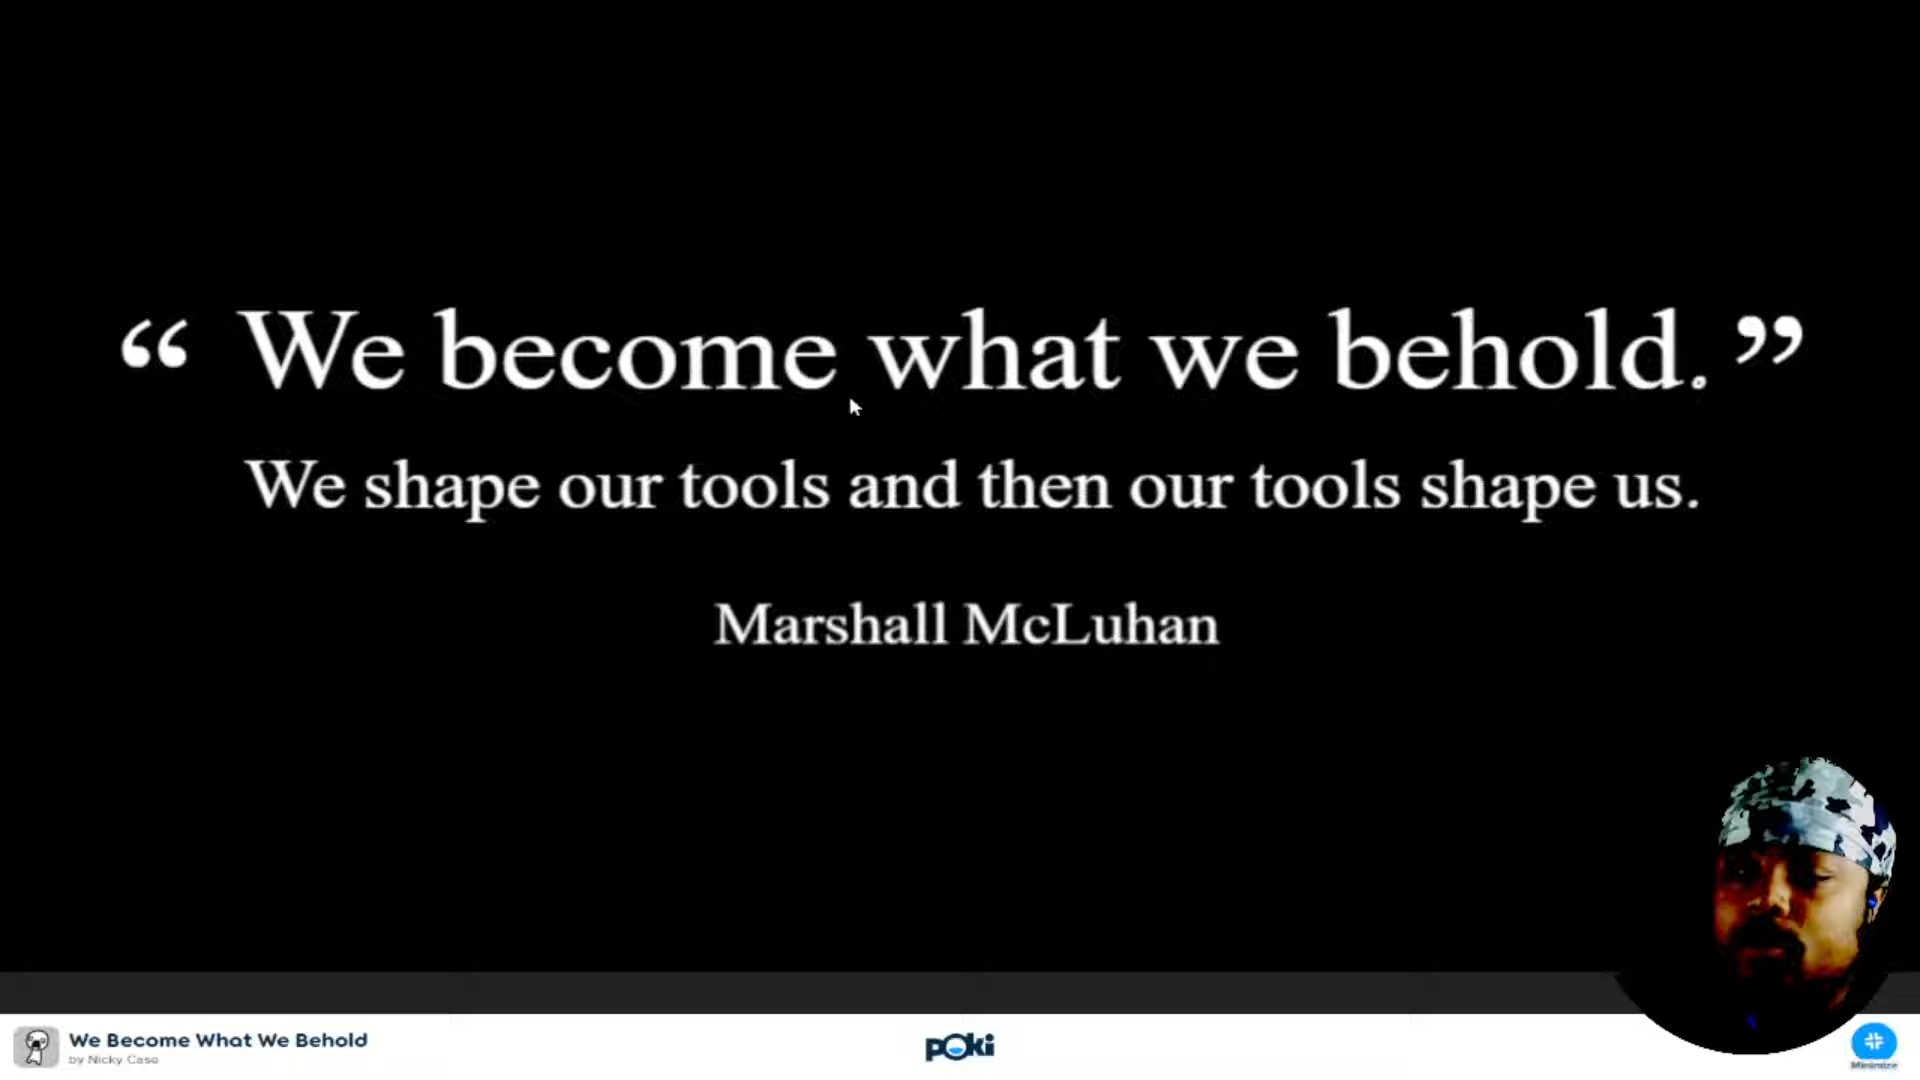 “ We become what we behold. ”
We shape our tools and then our tools shape us.
Marshall McLuhan
We Become What We Behold
by Nicky Case
poki
Minimize